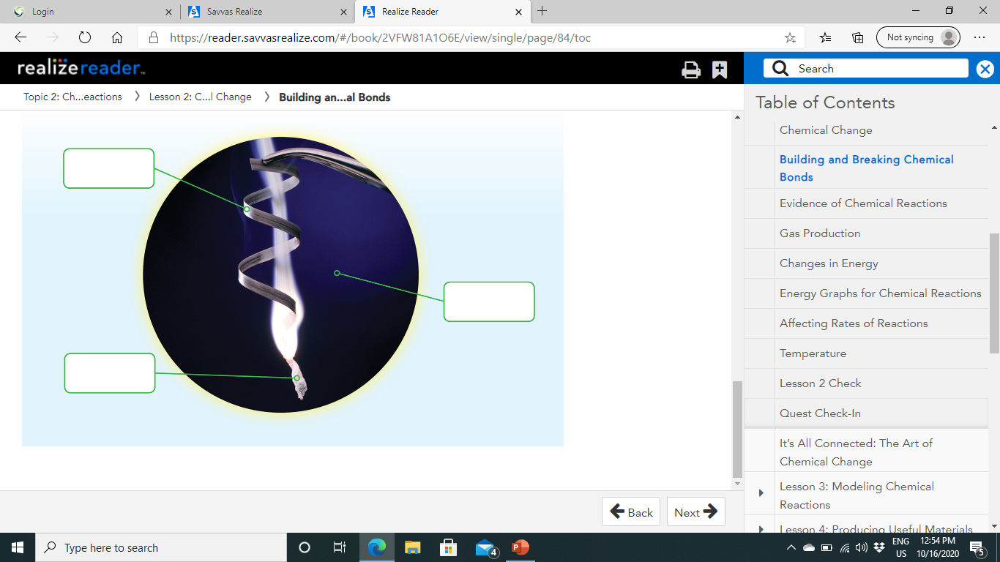 Login
Savvas Realize
Realize Reader
https://reader.savvasrealize.com/#/book/2VFW81A1O6E/view/single/page/84/toc
Not syncing
realizereader™
Search
Topic 2: Ch...eactions
Lesson 2: C...l Change
Building an...al Bonds
Table of Contents
Chemical Change
Building and Breaking Chemical
Bonds
Evidence of Chemical Reactions
Gas Production
Changes in Energy
Energy Graphs for Chemical Reactions
Affecting Rates of Reactions
Temperature
Lesson 2 Check
Quest Check-In
It's All Connected: The Art of
Chemical Change
Lesson 3: Modeling Chemical
Reactions
Lesson 4: Producing Useful Materials
Back
Next
Type here to search
4
P
ENG
US
12:54 PM
10/16/2020
5